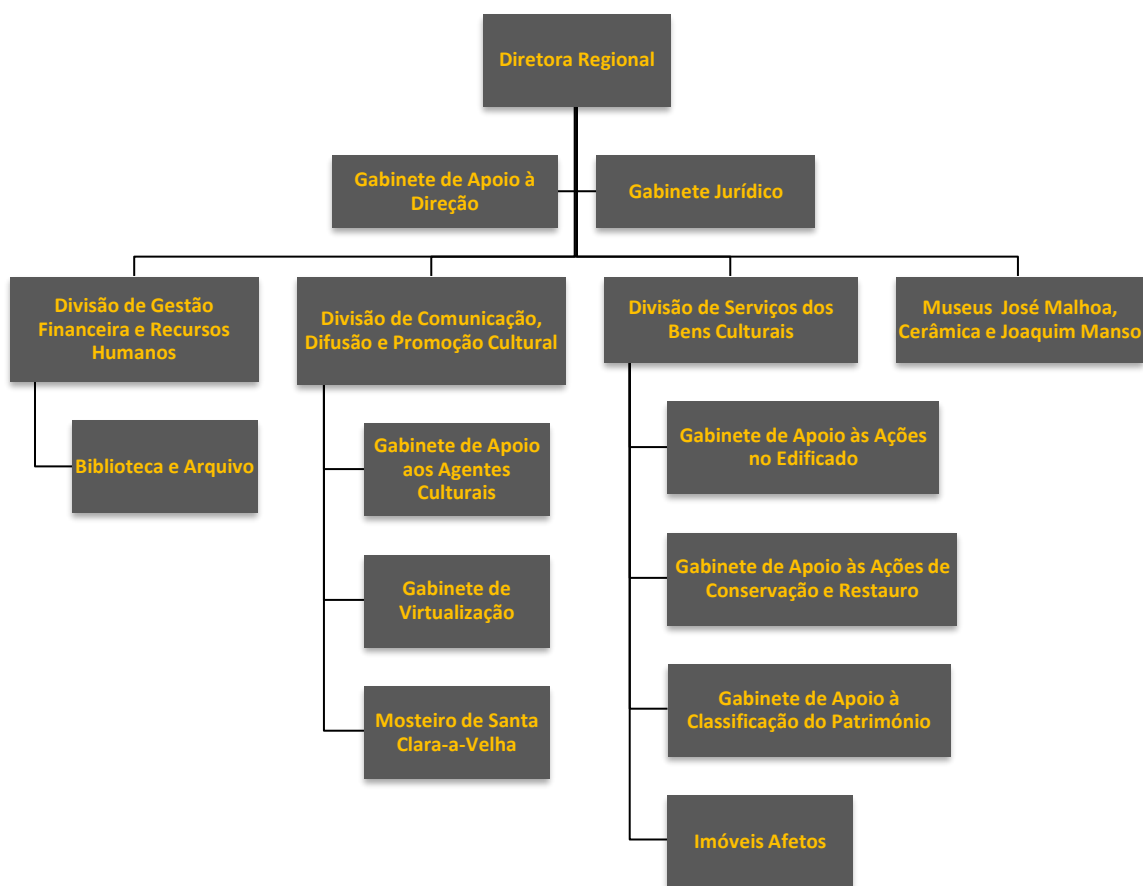 Diretora Regional
Gabinete de Apoio à
Direção
Gabinete Jurídico
Divisão de Gestão
Financeira e Recursos
Humanos
Divisão de Comunicação,
Difusão e Promoção Cultural
Divisão de Serviços dos
Bens Culturais
Museus José Malhoa,
Cerâmica e Joaquim Manso
Biblioteca e Arquivo
Gabinete de Apoio
aos Agentes
Culturais
Gabinete de
Virtualização
Mosteiro de Santa
Clara-a-Velha
Gabinete de Apoio às Ações
no Edificado
Gabinete de Apoio às Ações de
Conservação e Restauro
Gabinete de Apoio à
Classificação do Património
Imóveis Afetos